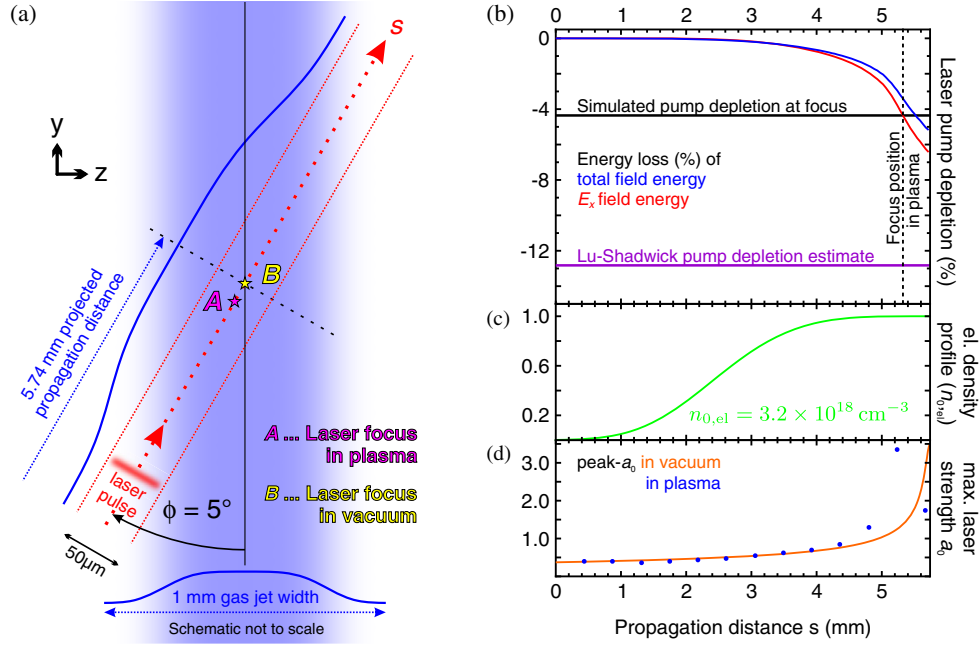 (a)
s
y
z
5.74 mm projected
propagation distance
B
A
A ... Laser focus
in plasma
B ... Laser focus
in vacuum
laser
pulse
ϕ = 5°
50μm
1 mm gas jet width
Schematic not to scale
(b)
0 1 2 3 4 5
0
-4
-8
-12
Simulated pump depletion at focus
Energy loss (%) of
total field energy
Eₓ field energy
Focus position
in plasma
Lu-Shadwick pump depletion estimate
Laser pump depletion (%)
(c)
1.0
0.6
0.2
n₀,ₑₗ = 3.2 × 10¹⁸ cm⁻³
el. density
profile (n₀,ₑₗ)
(d)
3.0
2.0
1.0
peak-a₀ in vacuum
in plasma
max. laser
strength a₀
0 1 2 3 4 5
Propagation distance s (mm)